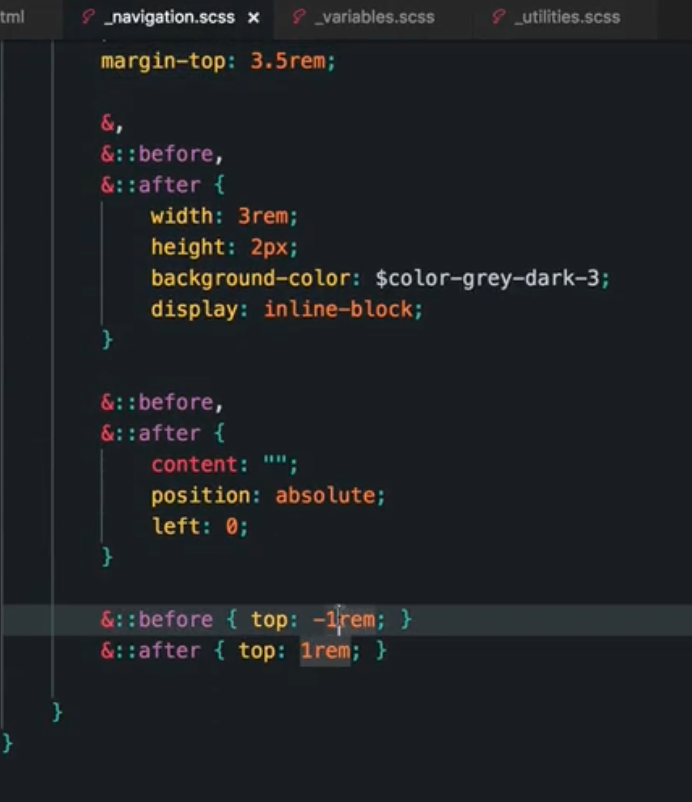 tml _navigation.scss × _variables.scss _utilities.scss
margin-top: 3.5rem;
&,
&::before,
&::after {
width: 3rem;
height: 2px;
background-color: $color-grey-dark-3;
display: inline-block;
}
&::before,
&::after {
content: "";
position: absolute;
left: 0;
}
&::before { top: -1rem; }
&::after { top: 1rem; }
}
}